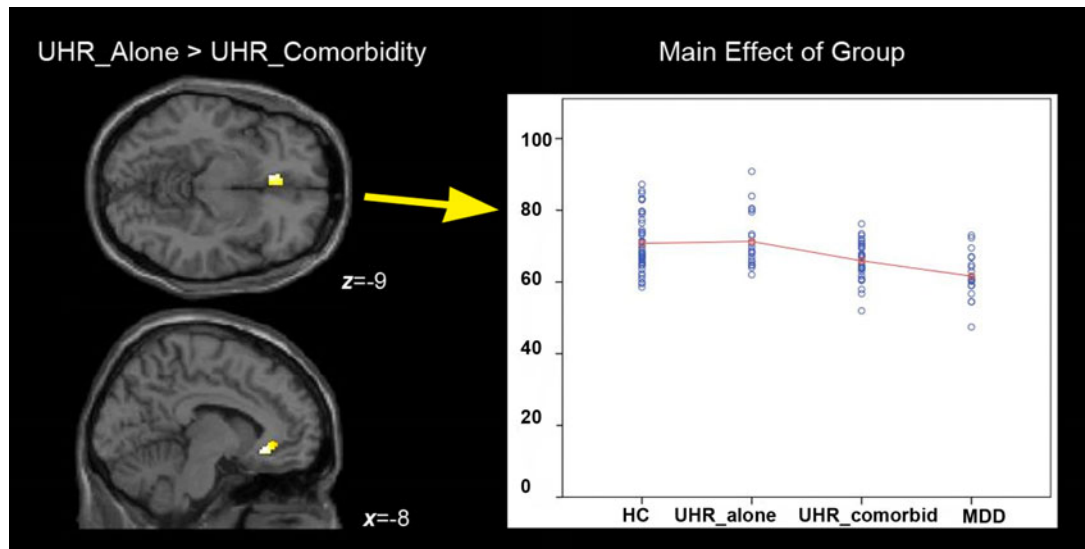 UHR_Alone > UHR_Comorbidity
z=-9
x=-8
Main Effect of Group
100
80
60
40
20
0
HC UHR_alone UHR_comorbid MDD